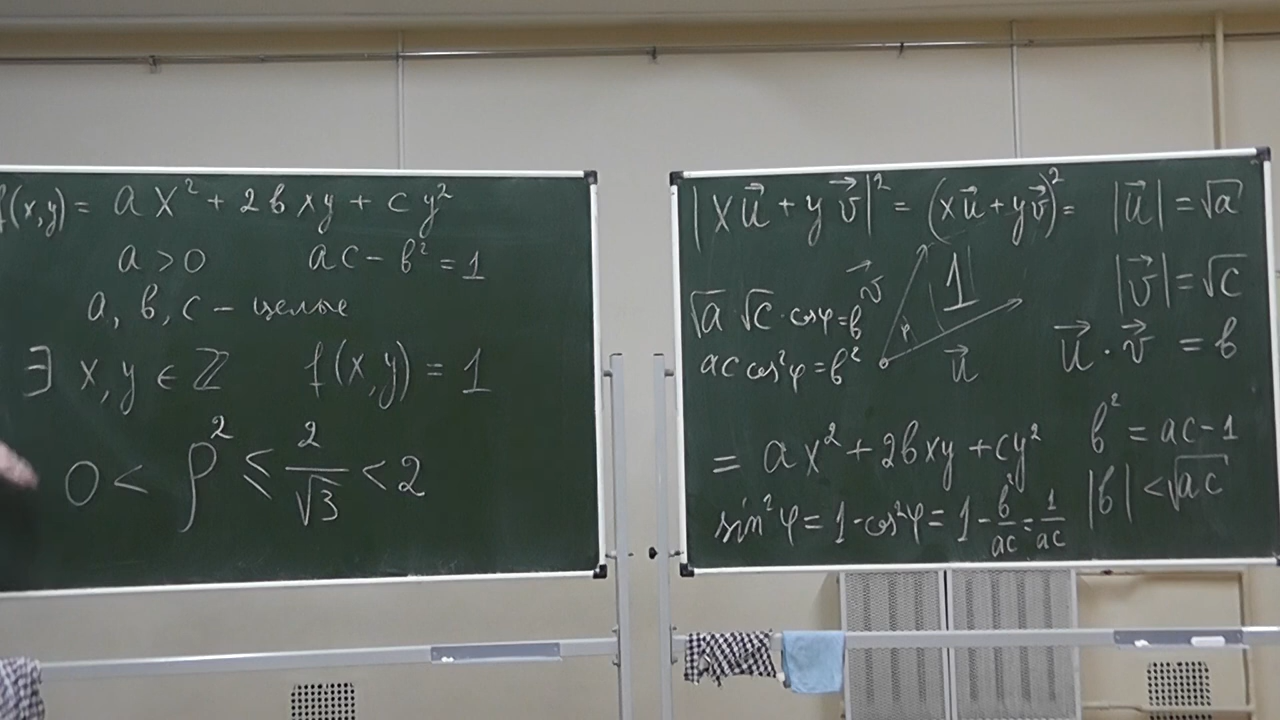 f(x,y) = ax² + 2bxy + cy²
a > 0 ac - b² = 1
a, b, c - целые
∃ x, y ∈ ℤ f(x,y) = 1
0 < ρ² ≤ 2/√3 < 2
|xu⃗ + yv⃗|² = (xu⃗ + yv⃗)² =
|u⃗| = √a
|v⃗| = √c
√a √c · cosφ = b
ac cos²φ = b²
v⃗
1
φ
u⃗
u⃗ · v⃗ = b
= ax² + 2bxy + cy²
b² = ac - 1
|b| < √ac
sin²φ = 1 - cos²φ = 1 - b²/ac = 1/ac